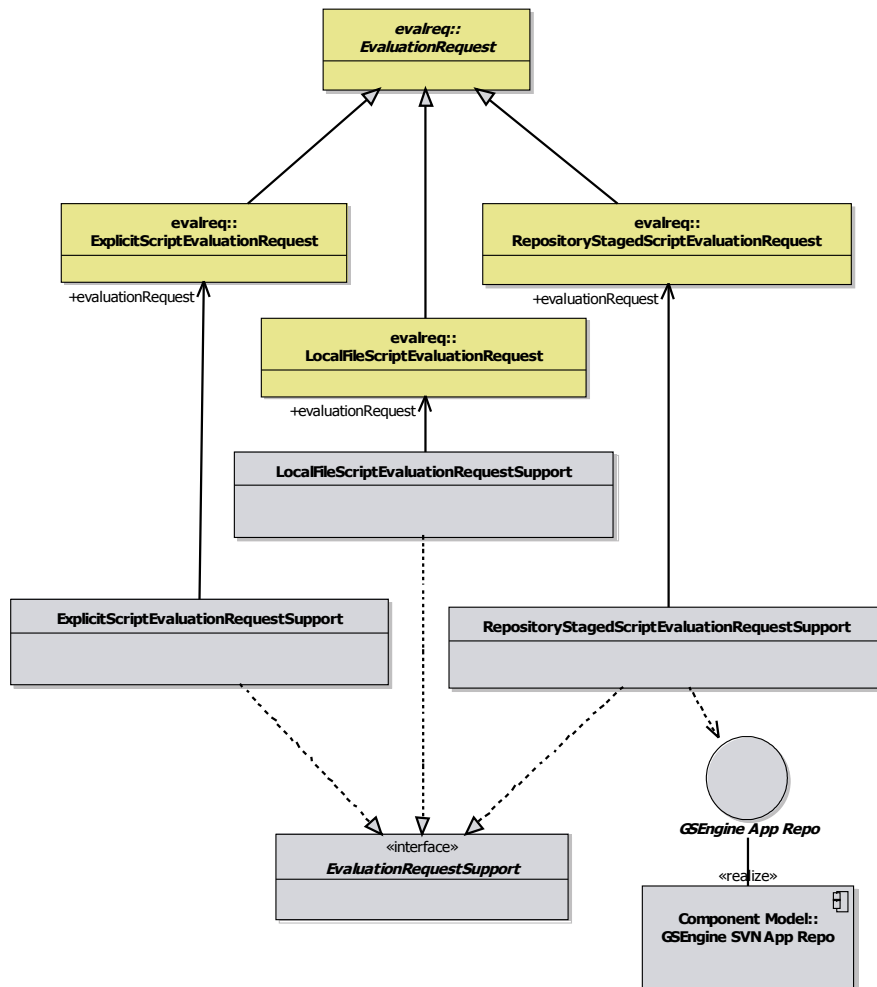 evalreq::
EvaluationRequest
evalreq::
ExplicitScriptEvaluationRequest
evalreq::
RepositoryStagedScriptEvaluationRequest
+evaluationRequest
+evaluationRequest
evalreq::
LocalFileScriptEvaluationRequest
+evaluationRequest
LocalFileScriptEvaluationRequestSupport
ExplicitScriptEvaluationRequestSupport
RepositoryStagedScriptEvaluationRequestSupport
GSEngine App Repo
«interface»
EvaluationRequestSupport
«realize»
Component Model::
GSEngine SVN App Repo